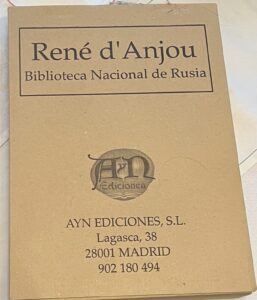 René d'Anjou
Biblioteca Nacional de Rusia
AyN
Ediciones
AYN EDICIONES, S.L.
Lagasca, 38
28001 MADRID
902 180 494